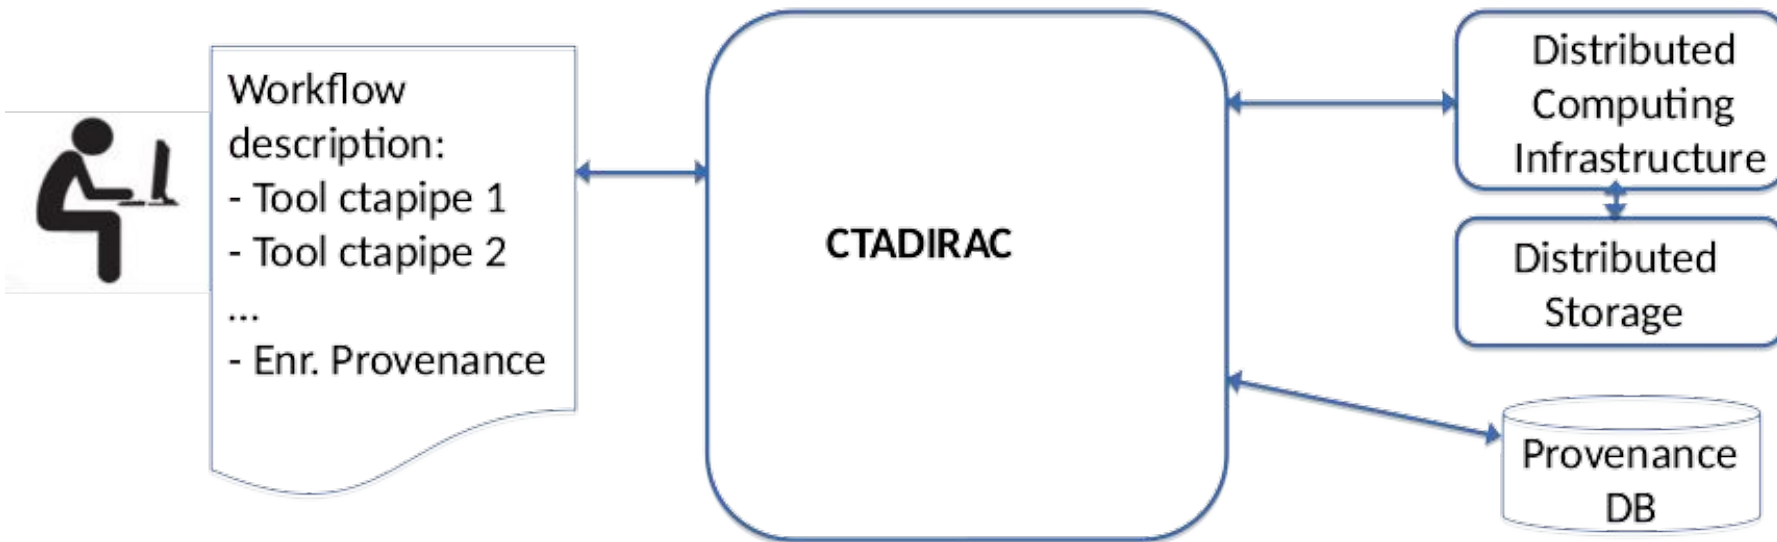 Workflow
description:
- Tool ctapipe 1
- Tool ctapipe 2
...
- Enr. Provenance
CTADIRAC
Distributed
Computing
Infrastructure
Distributed
Storage
Provenance
DB